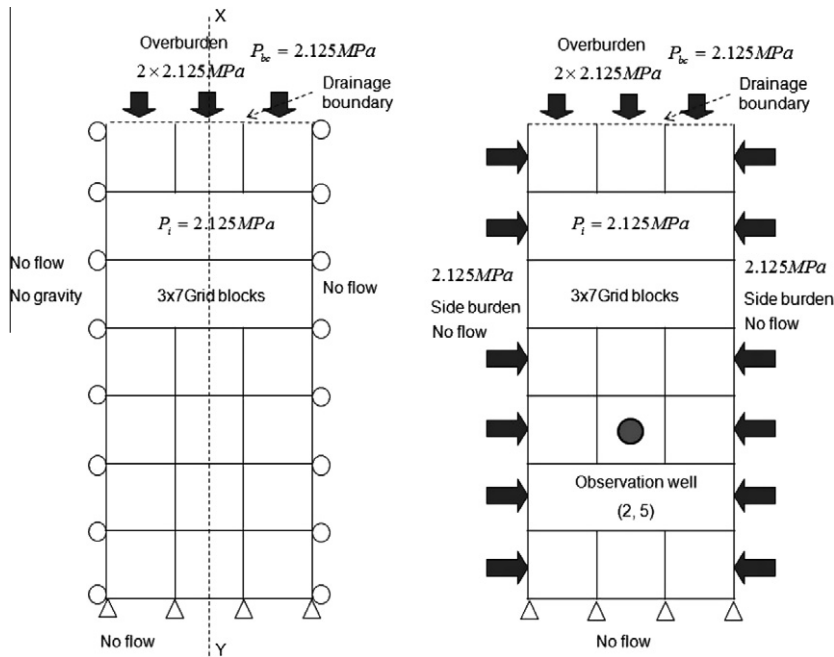 X
Overburden
2 × 2.125MPa
P_bc = 2.125MPa
Drainage
boundary
P_i = 2.125MPa
No flow
No gravity
3x7Grid blocks
No flow
No flow
Y
Overburden
2 × 2.125MPa
P_bc = 2.125MPa
Drainage
boundary
P_i = 2.125MPa
2.125MPa
Side burden
No flow
3x7Grid blocks
2.125MPa
Side burden
No flow
Observation well
(2, 5)
No flow